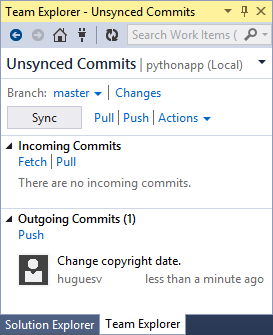 Team Explorer - Unsynced Commits
Search Work Items (
Unsynced Commits | pythonapp (Local)
Branch: master | Changes
Sync Pull | Push | Actions
Incoming Commits
Fetch | Pull
There are no incoming commits.
Outgoing Commits (1)
Push
Change copyright date.
huguesv less than a minute ago
Solution Explorer Team Explorer